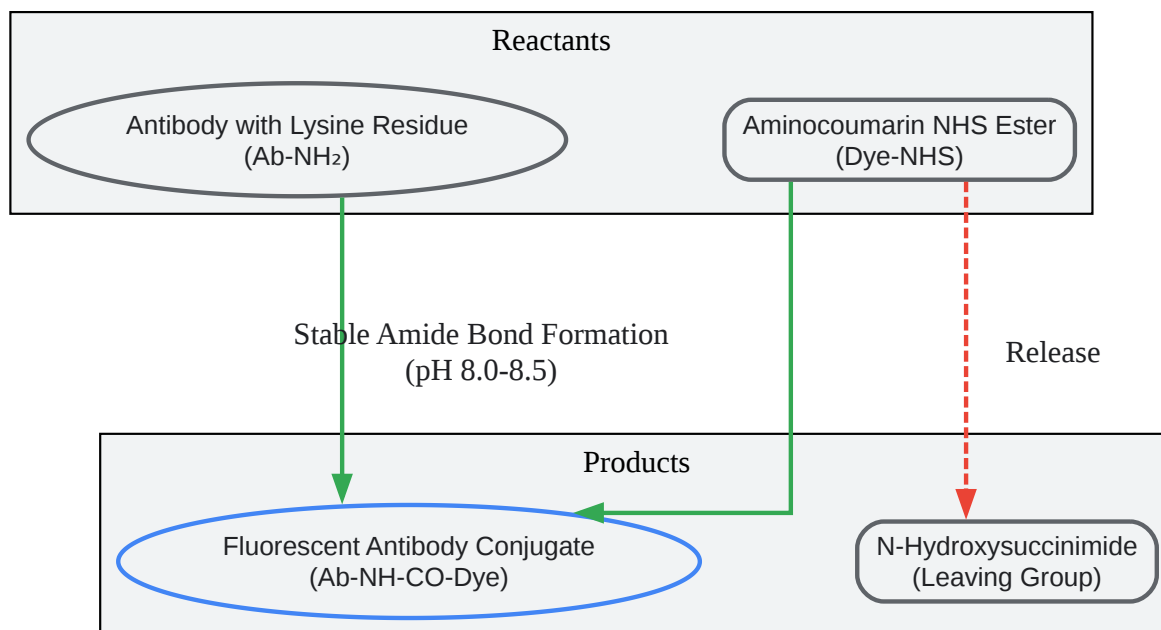 Reactants
Antibody with Lysine Residue
(Ab-NH₂)
Aminocoumarin NHS Ester
(Dye-NHS)
Stable Amide Bond Formation
(pH 8.0-8.5)
Release
Products
Fluorescent Antibody Conjugate
(Ab-NH-CO-Dye)
N-Hydroxysuccinimide
(Leaving Group)